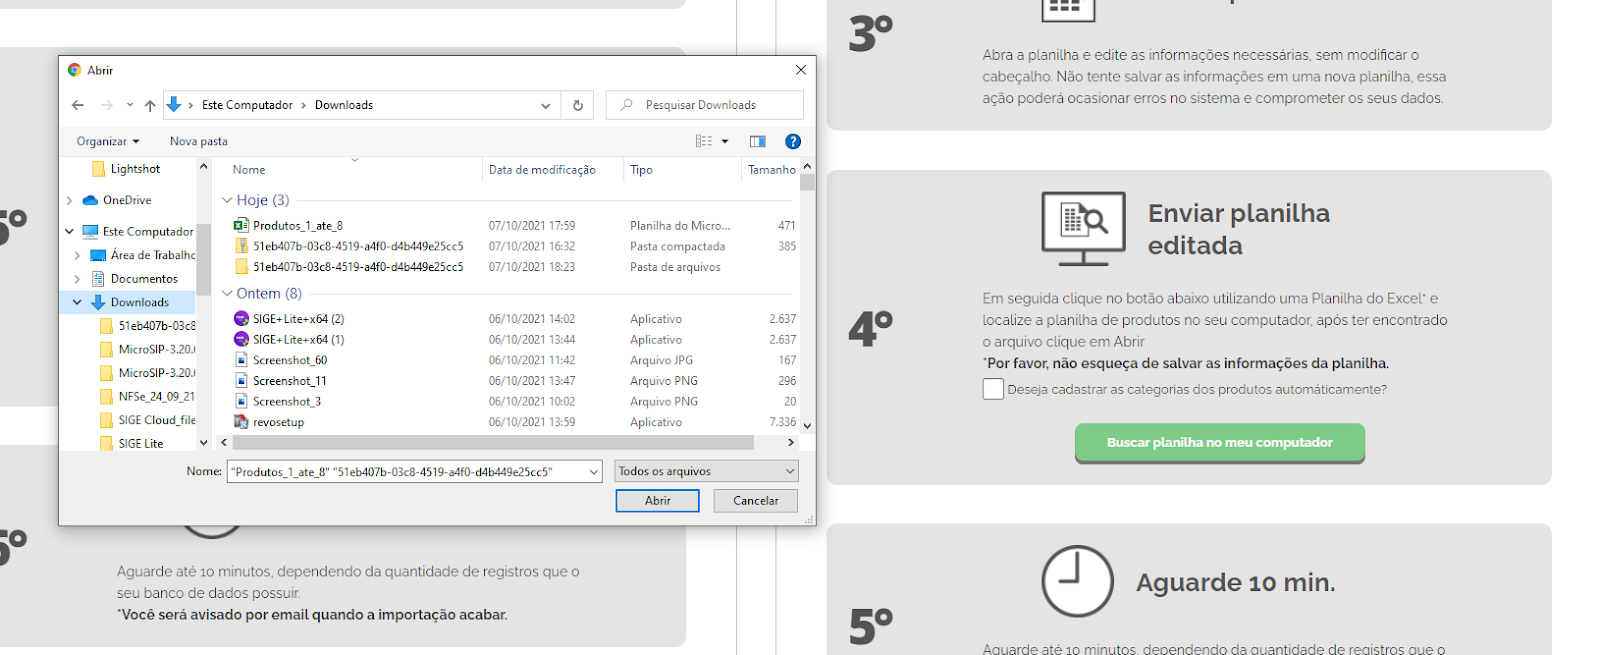 Abrir
Este Computador
Downloads
Pesquisar Downloads
Organizar
Nova pasta
Nome
Data de modificação
Tipo
Tamanho
Lightshot
OneDrive
Este Computador
Área de Trabalho
Documentos
Downloads
51eb407b-03c8
MicroSIP-3.20.
MicroSIP-3.20.
NFSe_24_09_21
SIGE Cloud_file
SIGE Lite
Hoje (3)
Produtos_1_ate_8 07/10/2021 17:59 Planilha do Micro... 471
51eb407b-03c8-4519-a4f0-d4b449e25cc5 07/10/2021 16:32 Pasta compactada 385
51eb407b-03c8-4519-a4f0-d4b449e25cc5 07/10/2021 18:23 Pasta de arquivos
Ontem (8)
SIGE+Lite+x64 (2) 06/10/2021 14:02 Aplicativo 2.637
SIGE+Lite+x64 (1) 06/10/2021 13:44 Aplicativo 2.637
Screenshot_60 06/10/2021 11:42 Arquivo JPG 167
Screenshot_11 06/10/2021 13:47 Arquivo PNG 296
Screenshot_3 06/10/2021 10:02 Arquivo PNG 20
revosetup 06/10/2021 13:59 Aplicativo 7.336
Nome: "Produtos_1_ate_8" "51eb407b-03c8-4519-a4f0-d4b449e25cc5"
Todos os arquivos
Abrir
Cancelar
Aguarde até 10 minutos, dependendo da quantidade de registros que o
seu banco de dados possuir.
*Você será avisado por email quando a importação acabar.
3º
Abra a planilha e edite as informações necessárias, sem modificar o
cabeçalho. Não tente salvar as informações em uma nova planilha, essa
ação poderá ocasionar erros no sistema e comprometer os seus dados.
4º
Enviar planilha
editada
Em seguida clique no botão abaixo utilizando uma Planilha do Excel* e
localize a planilha de produtos no seu computador, após ter encontrado
o arquivo clique em Abrir
*Por favor, não esqueça de salvar as informações da planilha.
Deseja cadastrar as categorias dos produtos automáticamente?
Buscar planilha no meu computador
5º
Aguarde 10 min.
Aguarde até 10 minutos, dependendo da quantidade de registros que o